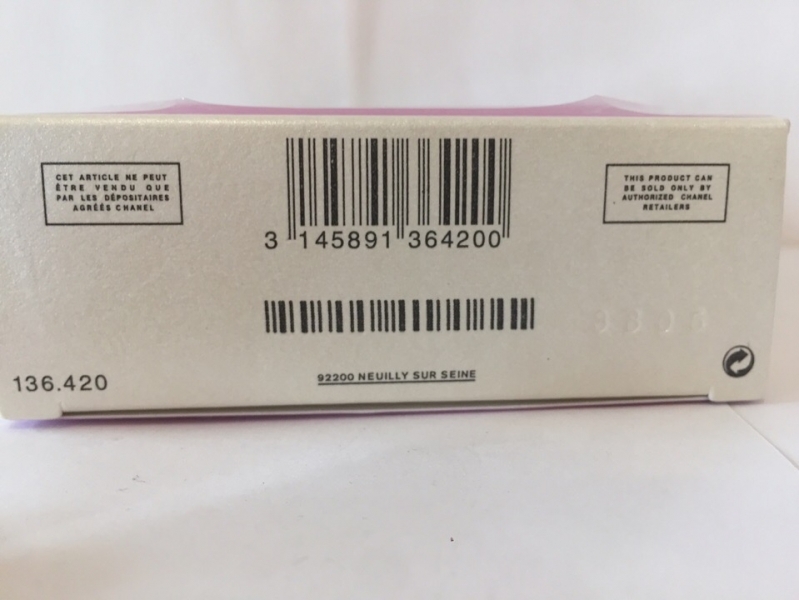 CET ARTICLE NE PEUT
ÊTRE VENDU QUE
PAR LES DÉPOSITAIRES
AGRÉÉS CHANEL
3 145891 364200
THIS PRODUCT CAN
BE SOLD ONLY BY
AUTHORIZED CHANEL
RETAILERS
136.420
92200 NEUILLY SUR SEINE